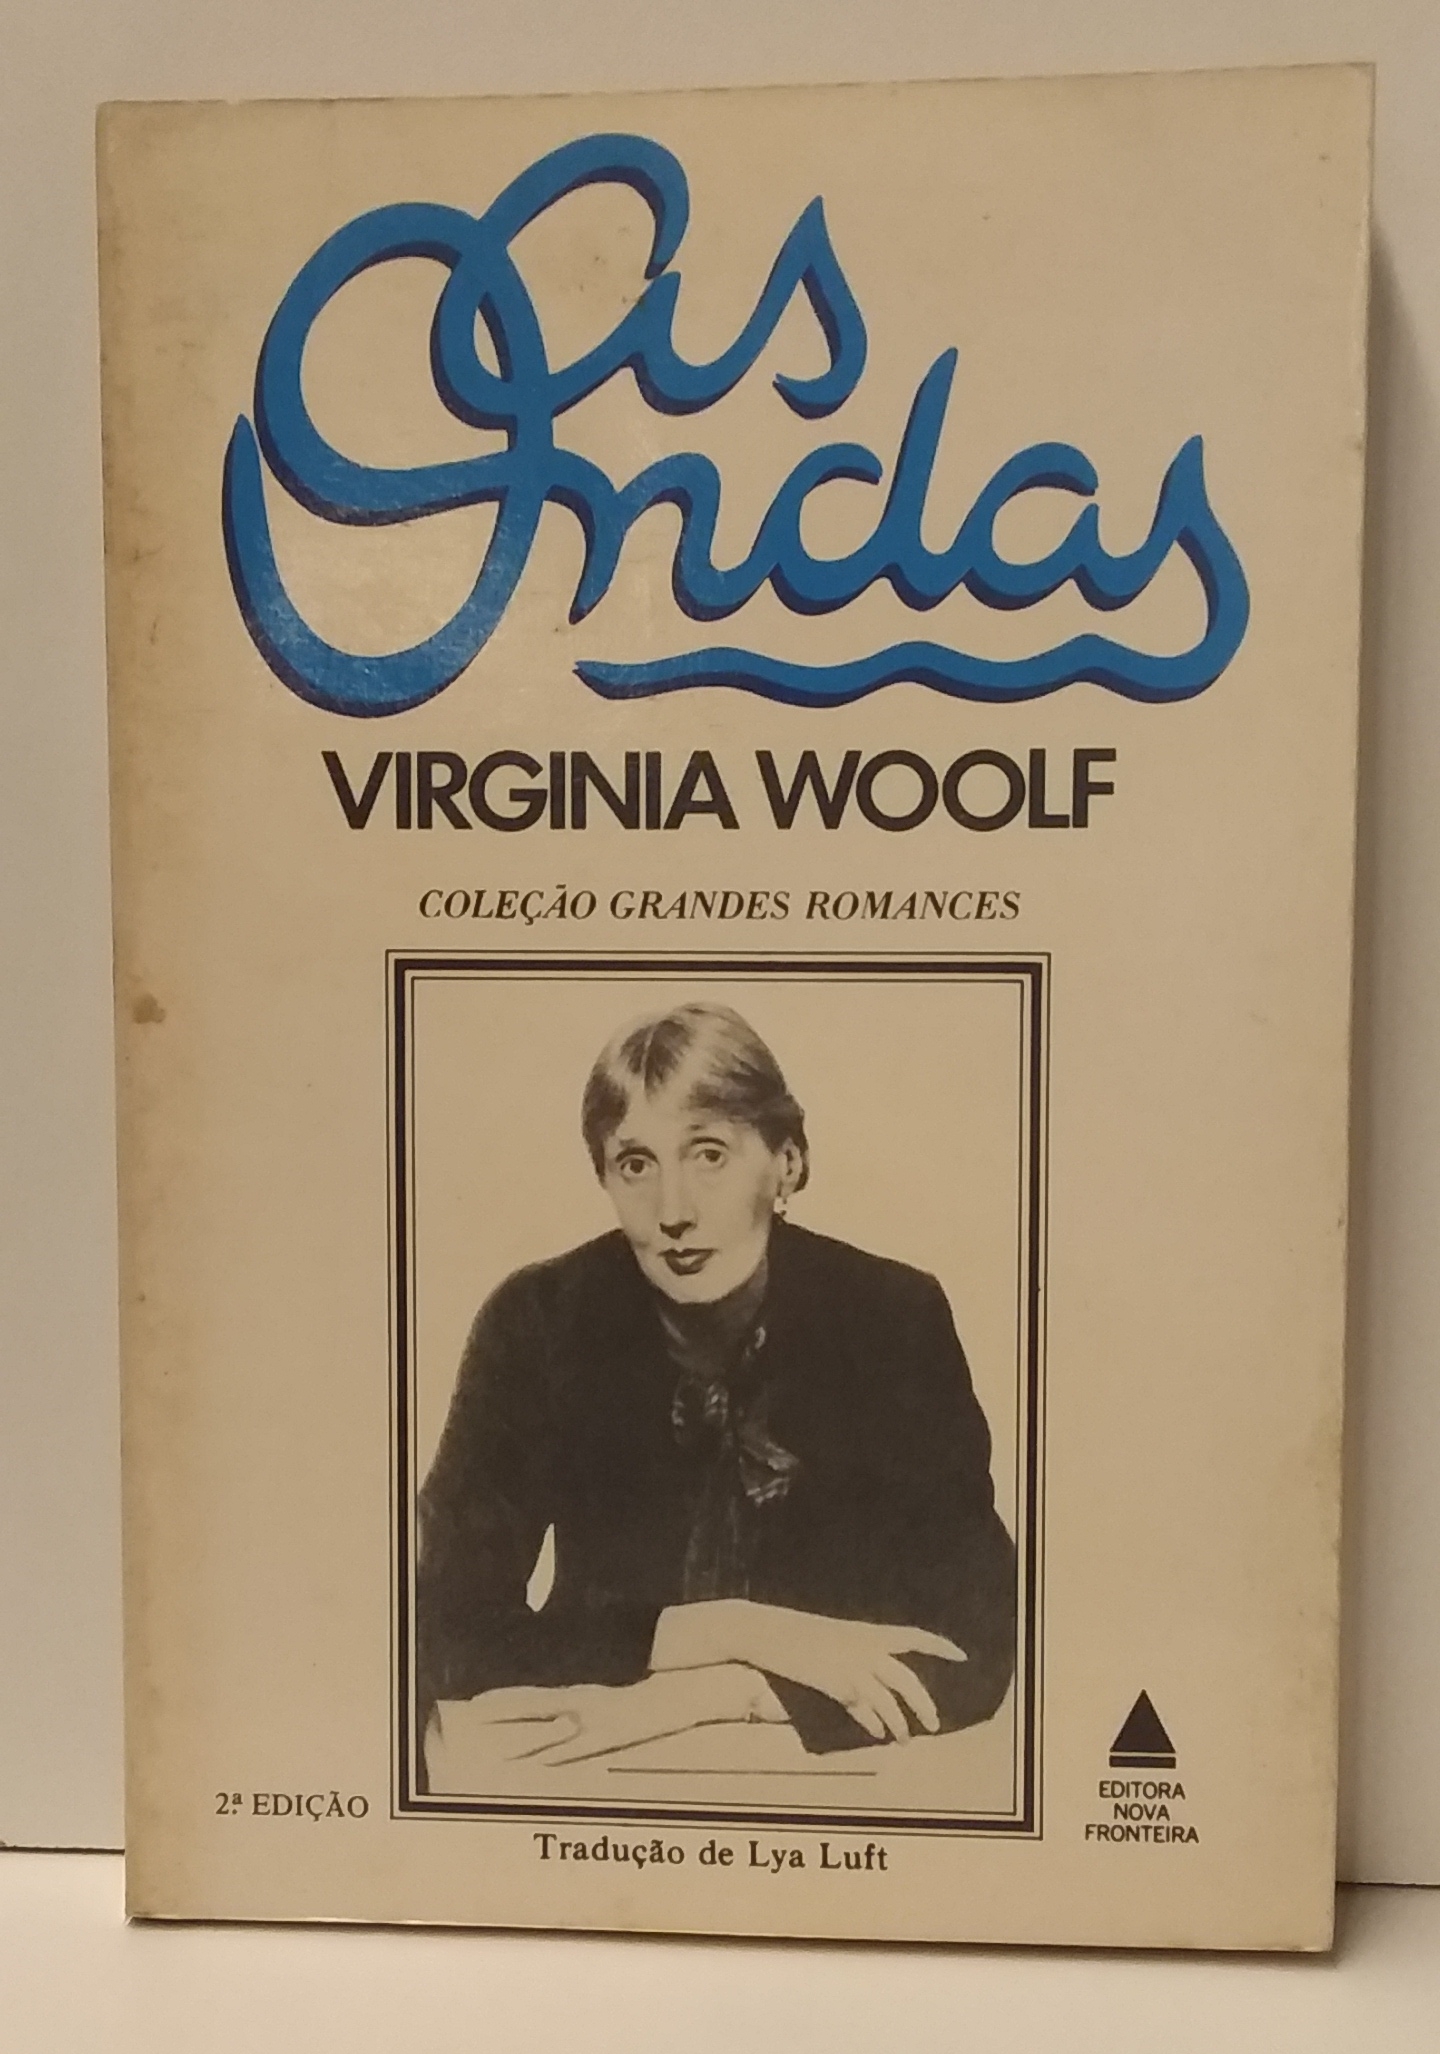 As
Ondas
VIRGINIA WOOLF
COLEÇÃO GRANDES ROMANCES
2ª EDIÇÃO
Tradução de Lya Luft
EDITORA
NOVA
FRONTEIRA